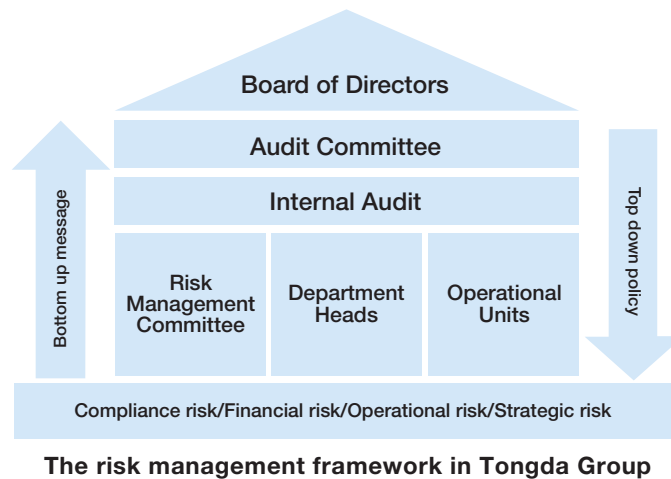 Board of Directors
Audit Committee
Internal Audit
Bottom up message
Risk
Management
Committee
Department
Heads
Operational
Units
Top down policy
Compliance risk/Financial risk/Operational risk/Strategic risk
The risk management framework in Tongda Group